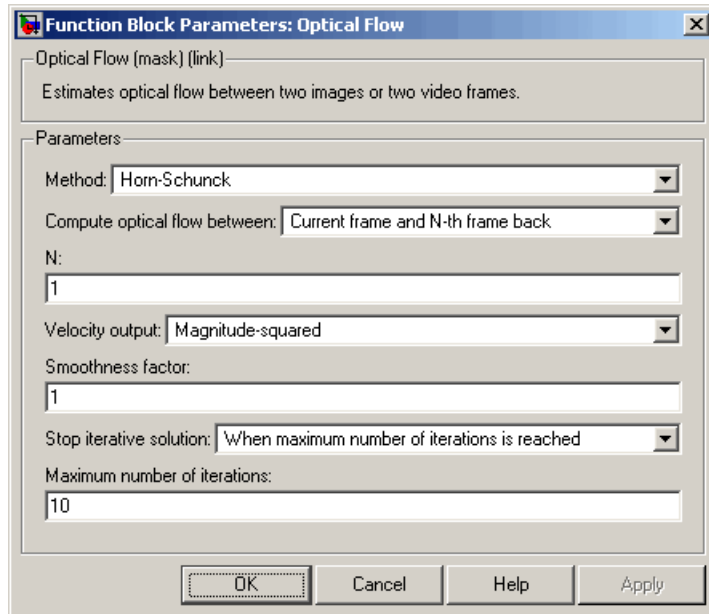 Function Block Parameters: Optical Flow
Optical Flow (mask) (link)
Estimates optical flow between two images or two video frames.
Parameters
Method: Horn-Schunck
Compute optical flow between: Current frame and N-th frame back
N:
1
Velocity output: Magnitude-squared
Smoothness factor:
1
Stop iterative solution: When maximum number of iterations is reached
Maximum number of iterations:
10
OK Cancel Help Apply